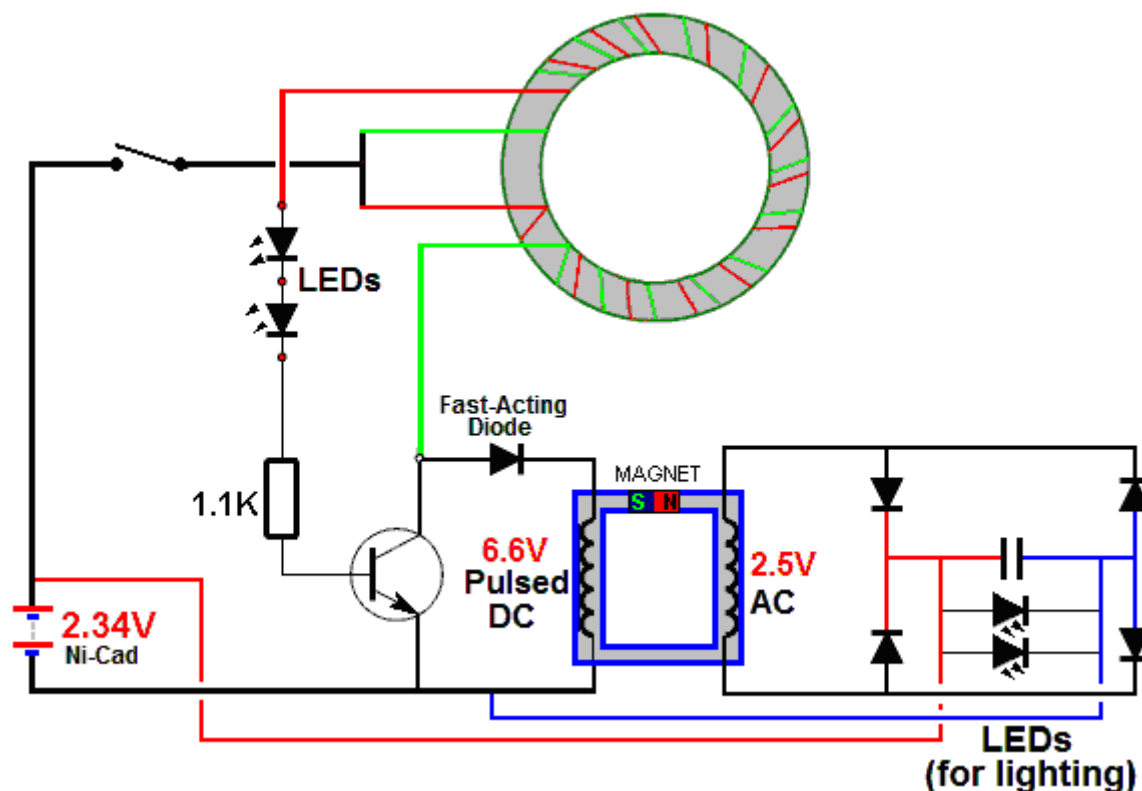 LEDs
Fast-Acting
Diode
MAGNET
S N
1.1K
6.6V
Pulsed
DC
2.5V
AC
2.34V
Ni-Cad
LEDs
(for lighting)